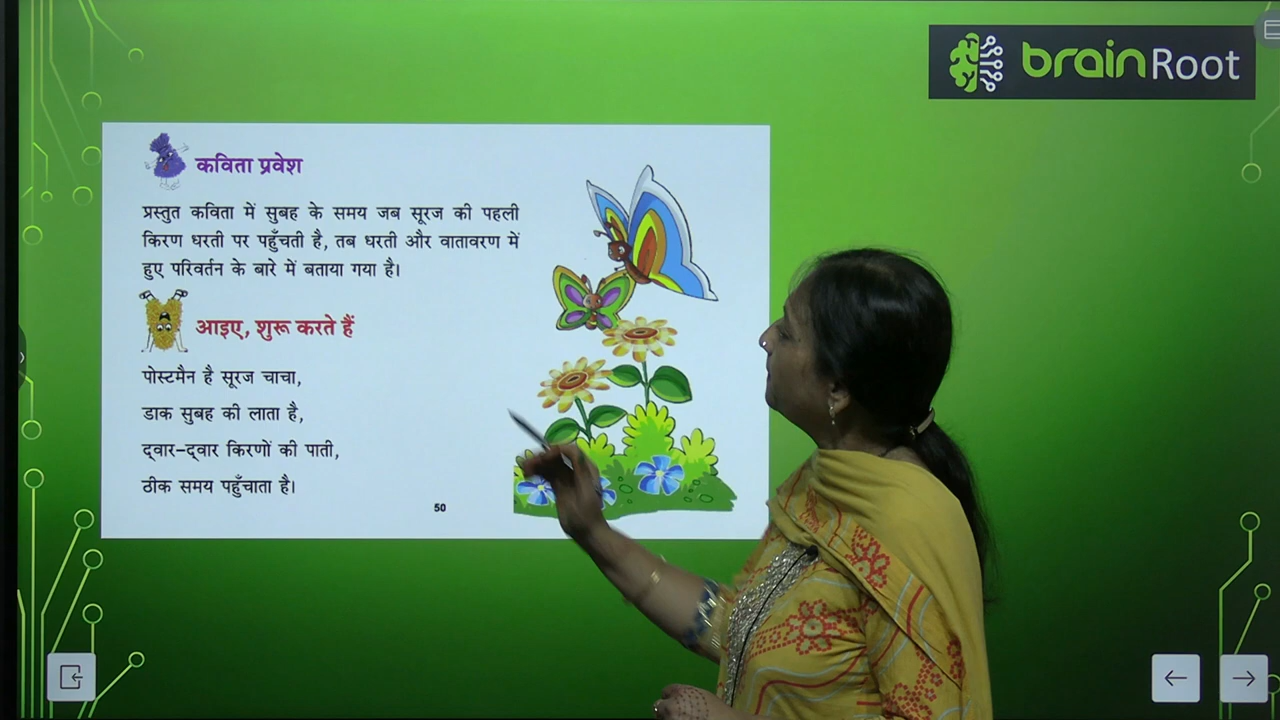 brainRoot
कविता प्रवेश
प्रस्तुत कविता में सुबह के समय जब सूरज की पहली
किरण धरती पर पहुँचती है, तब धरती और वातावरण में
हुए परिवर्तन के बारे में बताया गया है।
आइए, शुरू करते हैं
पोस्टमैन है सूरज चाचा,
डाक सुबह की लाता है,
द्वार-द्वार किरणों की पाती,
ठीक समय पहुँचाता है।
50